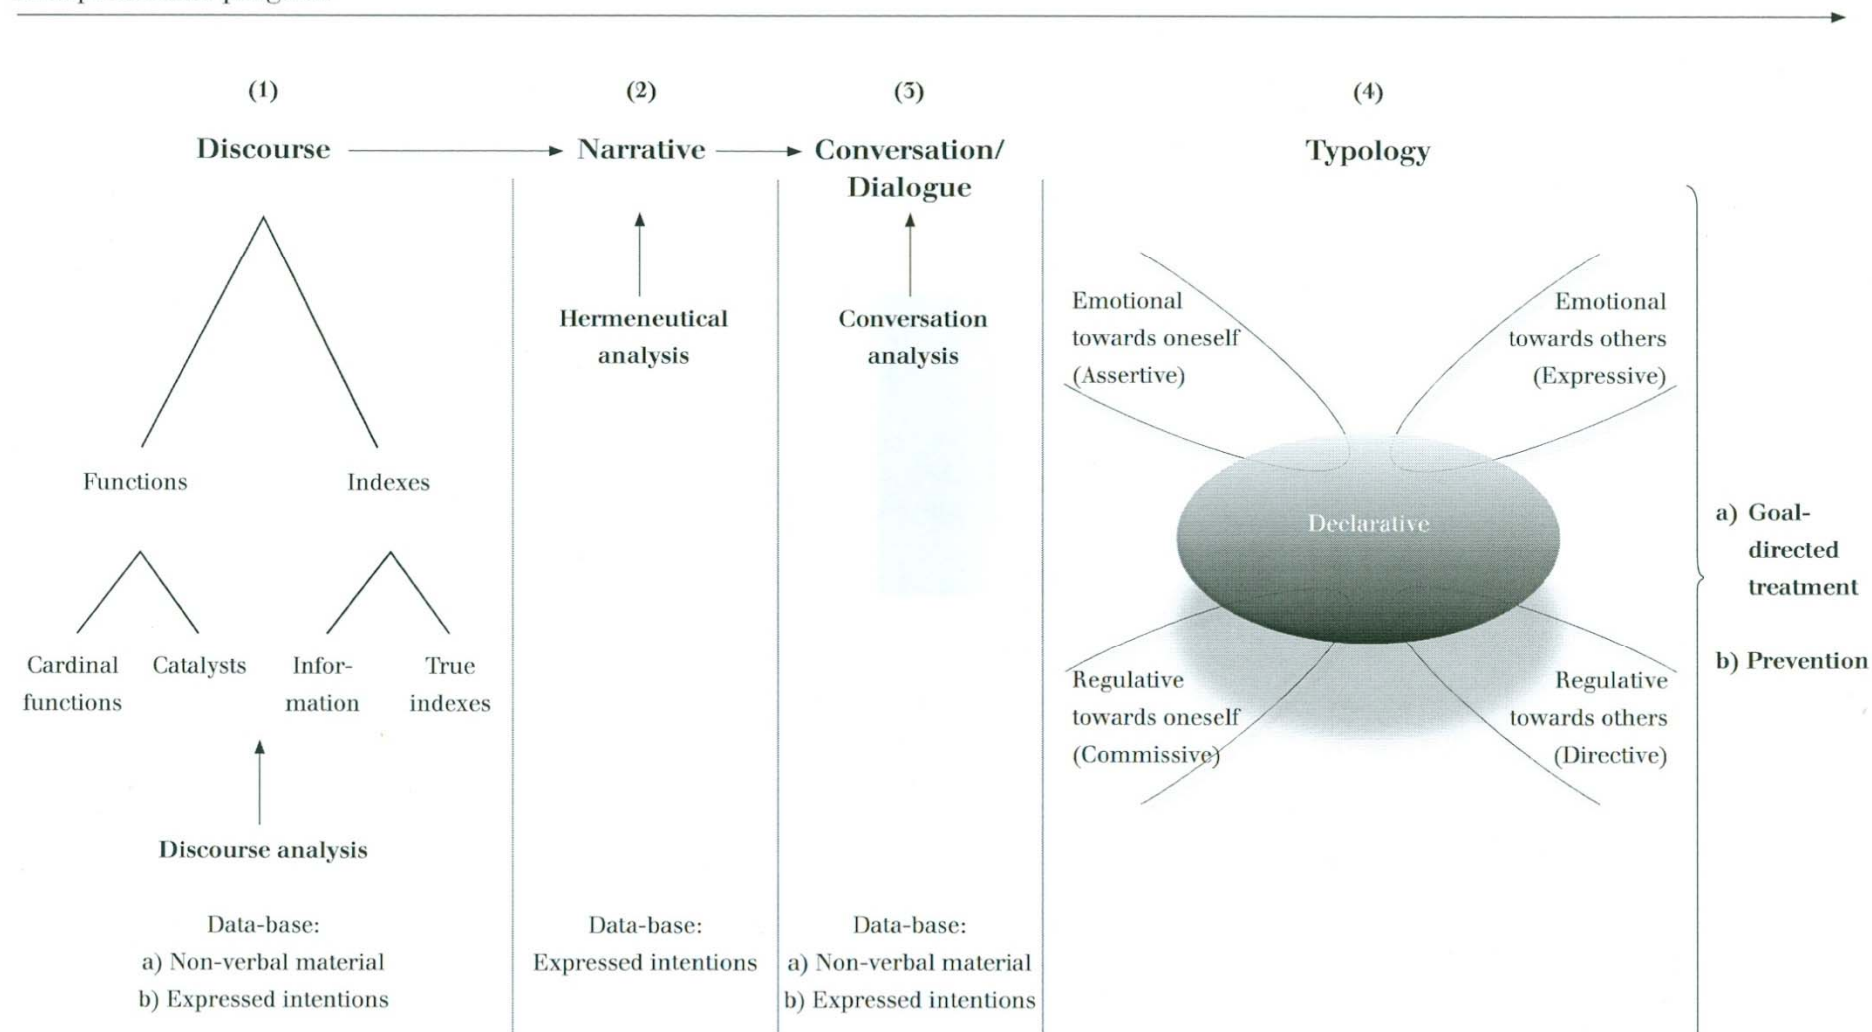 (1)
Discourse
Functions
Indexes
Cardinal
functions
Catalysts
Infor-
mation
True
indexes
Discourse analysis
Data-base:
a) Non-verbal material
b) Expressed intentions
(2)
Narrative
Hermeneutical
analysis
Data-base:
Expressed intentions
(3)
Conversation/
Dialogue
Conversation
analysis
Data-base:
a) Non-verbal material
b) Expressed intentions
(4)
Typology
Emotional
towards oneself
(Assertive)
Emotional
towards others
(Expressive)
Declarative
Regulative
towards oneself
(Commissive)
Regulative
towards others
(Directive)
a) Goal-
directed
treatment
b) Prevention